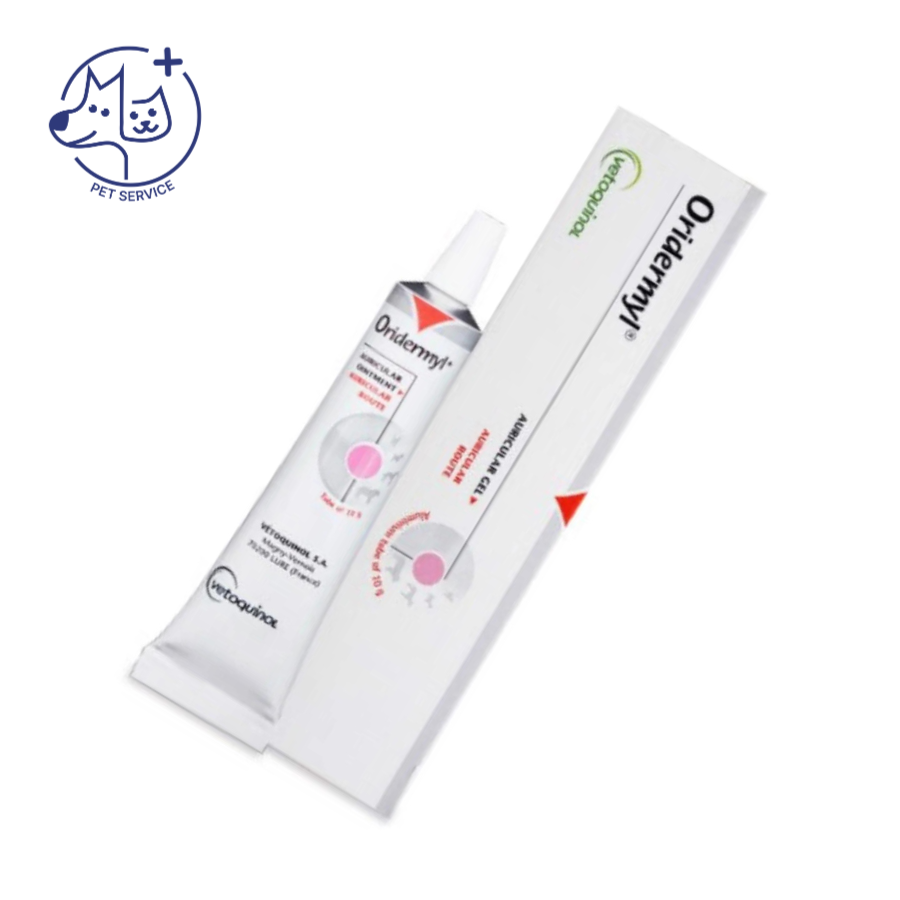 PET SERVICE
Oridermyl®
AURICULAR
OINTMENT
AURICULAR
ROUTE
Tube of 10 g
VETOQUINOL S.A.
Magny-Vernois
70200 LURE (France)
vetoquinol
vetoquinol
Oridermyl®
AURICULAR GEL
AURICULAR
ROUTE
Aluminium tube of 10 g